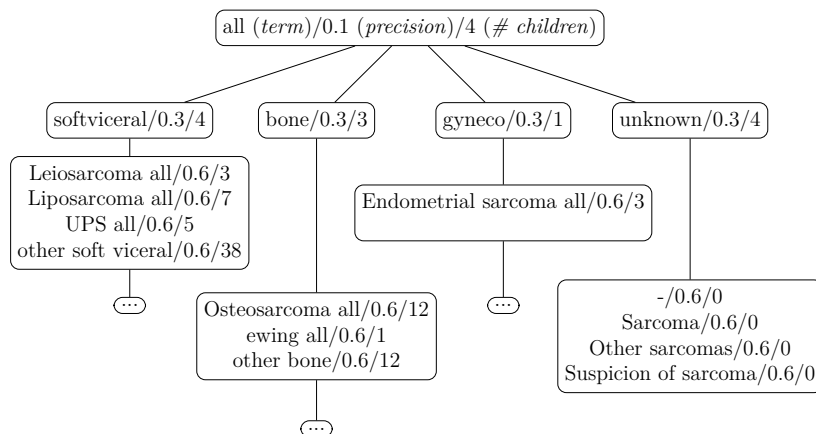 all (term)/0.1 (precision)/4 (# children)
softviceral/0.3/4
bone/0.3/3
gyneco/0.3/1
unknown/0.3/4
Leiosarcoma all/0.6/3
Liposarcoma all/0.6/7
UPS all/0.6/5
other soft viceral/0.6/38
Endometrial sarcoma all/0.6/3
...
Osteosarcoma all/0.6/12
ewing all/0.6/1
other bone/0.6/12
...
-/0.6/0
Sarcoma/0.6/0
Other sarcomas/0.6/0
Suspicion of sarcoma/0.6/0
...